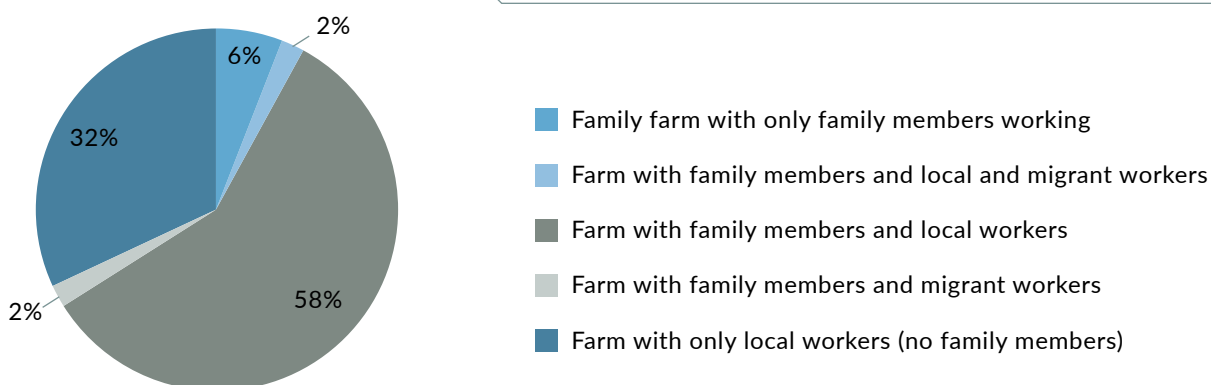 2%
6%
32%
58%
2%
Family farm with only family members working
Farm with family members and local and migrant workers
Farm with family members and local workers
Farm with family members and migrant workers
Farm with only local workers (no family members)